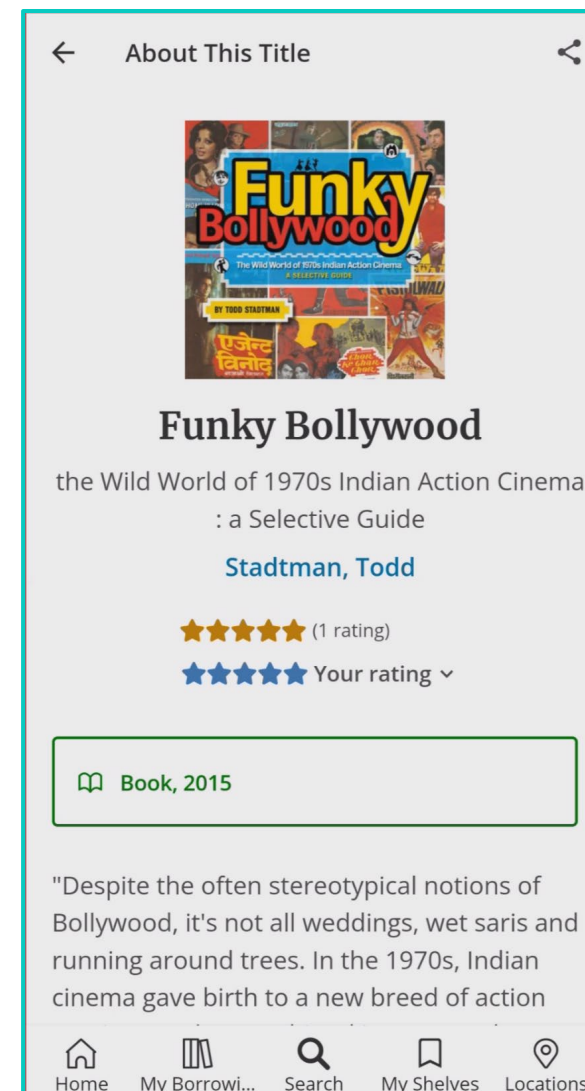 About This Title
Funky
Bollywood
The Wild World of 1970s Indian Action Cinema
A SELECTIVE GUIDE
BY TODD STADTMAN
एजेन्ट
विनोद
Funky Bollywood
the Wild World of 1970s Indian Action Cinema
: a Selective Guide
Stadtman, Todd
(1 rating)
Your rating
Book, 2015
"Despite the often stereotypical notions of
Bollywood, it's not all weddings, wet saris and
running around trees. In the 1970s, Indian
cinema gave birth to a new breed of action
Home My Borrowi... Search My Shelves Locations